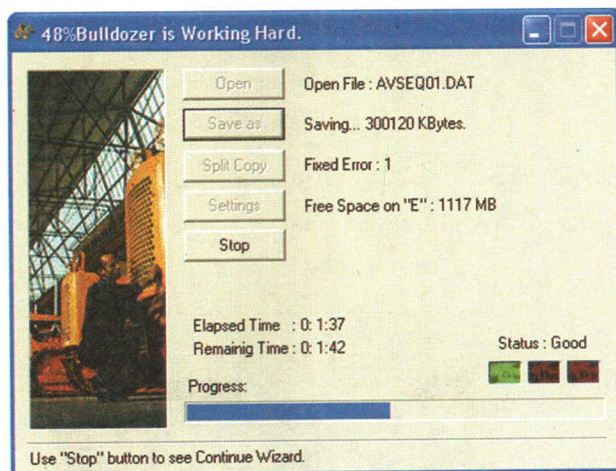 48%Bulldozer is Working Hard.
Open
Open File : AVSEQ01.DAT
Save as
Saving... 300120 KBytes.
Split Copy
Fixed Error : 1
Settings
Free Space on "E" : 1117 MB
Stop
Elapsed Time : 0: 1:37
Remainig Time : 0: 1:42
Status : Good
Progress:
Use "Stop" button to see Continue Wizard.